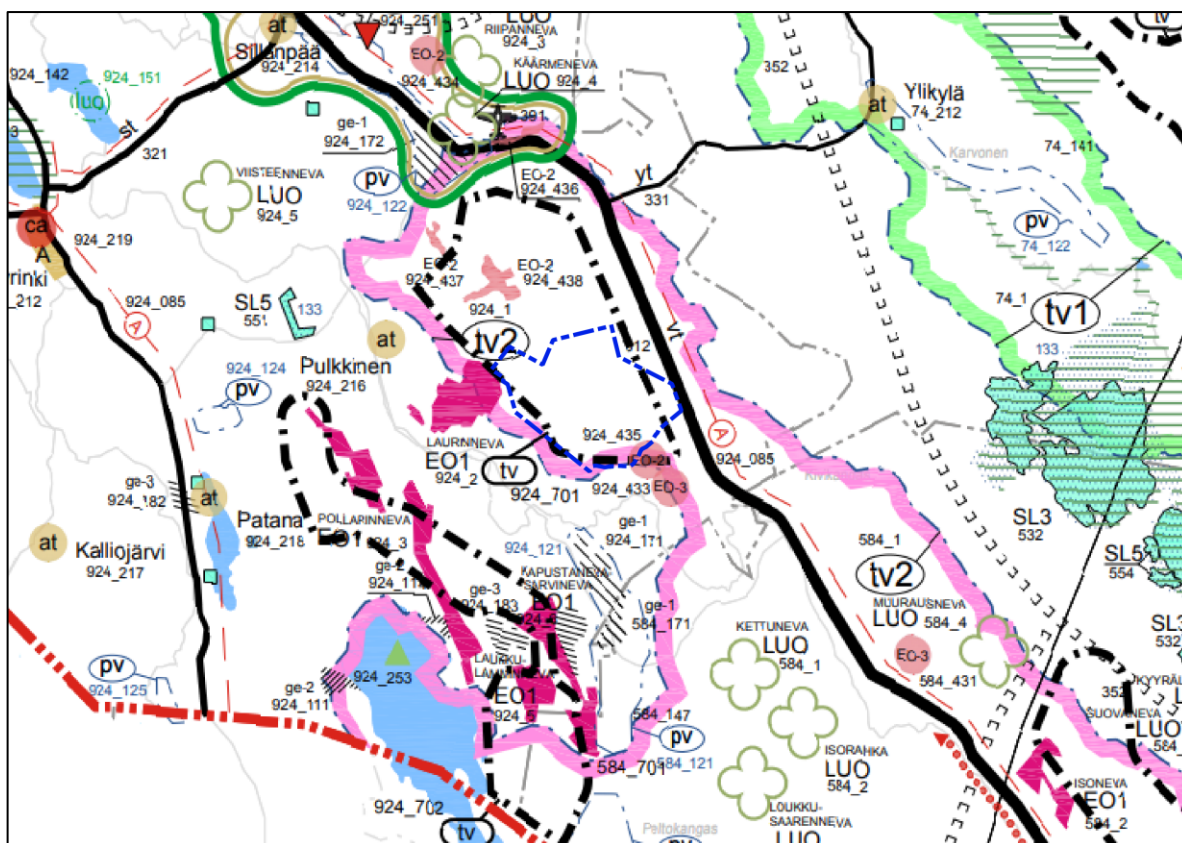 924_251
LUO
RIIPANNEVA
924_3
at
Sillanpää
924_214
EO-2
924_434
KÄÄRMENEVA
LUO 924_4
352
tv
924_142
924_151
luo
st
321
ge-1
924_172
391
EO-2
924_436
at
Ylikylä
74_212
Karvonen
74_141
VIISTEENNEVA
LUO
924_5
pv
924_122
yt
331
pv
74_122
ca
A
924_219
EO-2
924_437
EO-2
924_438
924_085
SL5
551
133
924_1
at
tv2
vt
74_1
tv1
133
Pulkkinen
924_216
924_124
pv
A
LAURINNEVA
EO1
924_2
tv
924_435
EO-2
A
924_085
924_701
924_433
EO-3
ge-3
924_182
at
Patana
924_218
POLLARINNEVA
EO1
924_121
ge-1
924_171
SL3
532
584_1
SL5
554
at
Kalliojärvi
924_217
ge-3
924_183
EO1
ge-1
584_171
tv2
LUO
584_4
KETTUNEVA
LUO
584_1
EO-3
584_431
pv
924_125
ge-2
924_111
924_253
EO1
584_147
pv
584_121
352
SUOVANEVA
LUO
ISORAHKA
LUO
584_2
584_701
ISONEVA
EO1
584_2
924_702
tv
Peltokangas
LOUKKU-
SAARENNEVA
LUO